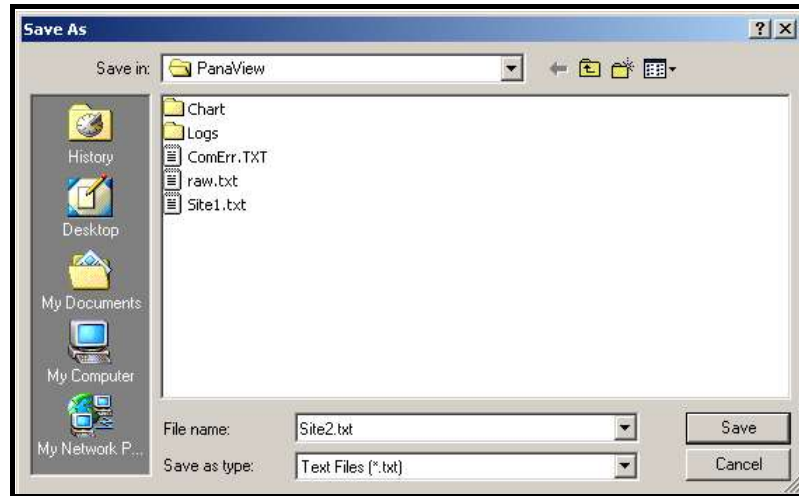 Save As
Save in: PanaView
History
Desktop
My Documents
My Computer
My Network P...
Chart
Logs
ComErr.TXT
raw.txt
Site1.txt
File name: Site2.txt Save
Save as type: Text Files (*.txt) Cancel